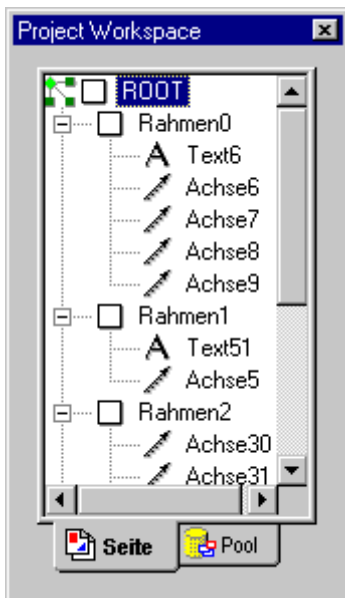 Project Workspace
ROOT
Rahmen0
Text6
Achse6
Achse7
Achse8
Achse9
Rahmen1
Text51
Achse5
Rahmen2
Achse30
Achse31
Seite Pool